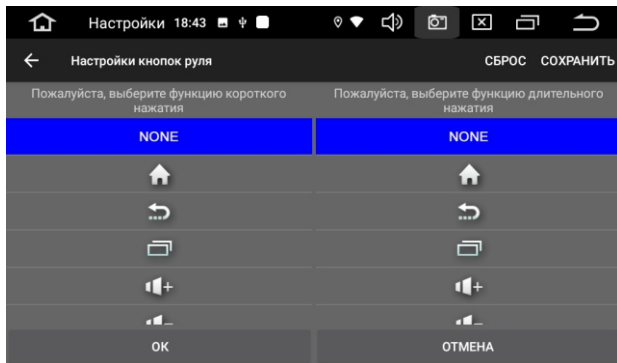 Настройки 18:43
Настройки кнопок руля СБРОС СОХРАНИТЬ
Пожалуйста, выберите функцию короткого
нажатия
Пожалуйста, выберите функцию длительного
нажатия
NONE NONE
ОК ОТМЕНА